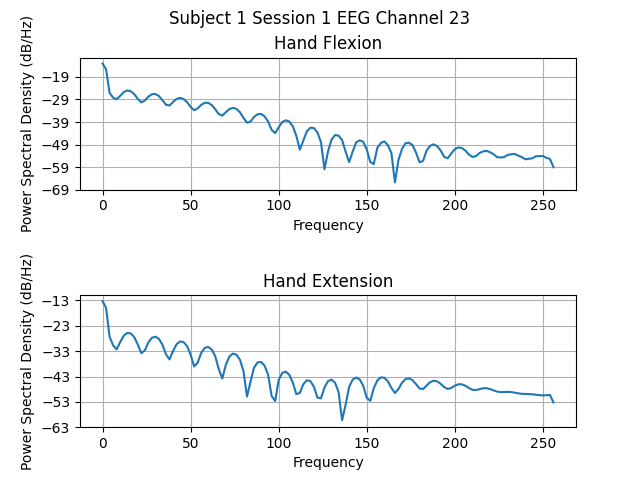 Subject 1 Session 1 EEG Channel 23
Hand Flexion
Power Spectral Density (dB/Hz)
−19
−29
−39
−49
−59
−69
0 50 100 150 200 250
Frequency
Hand Extension
Power Spectral Density (dB/Hz)
−13
−23
−33
−43
−53
−63
0 50 100 150 200 250
Frequency